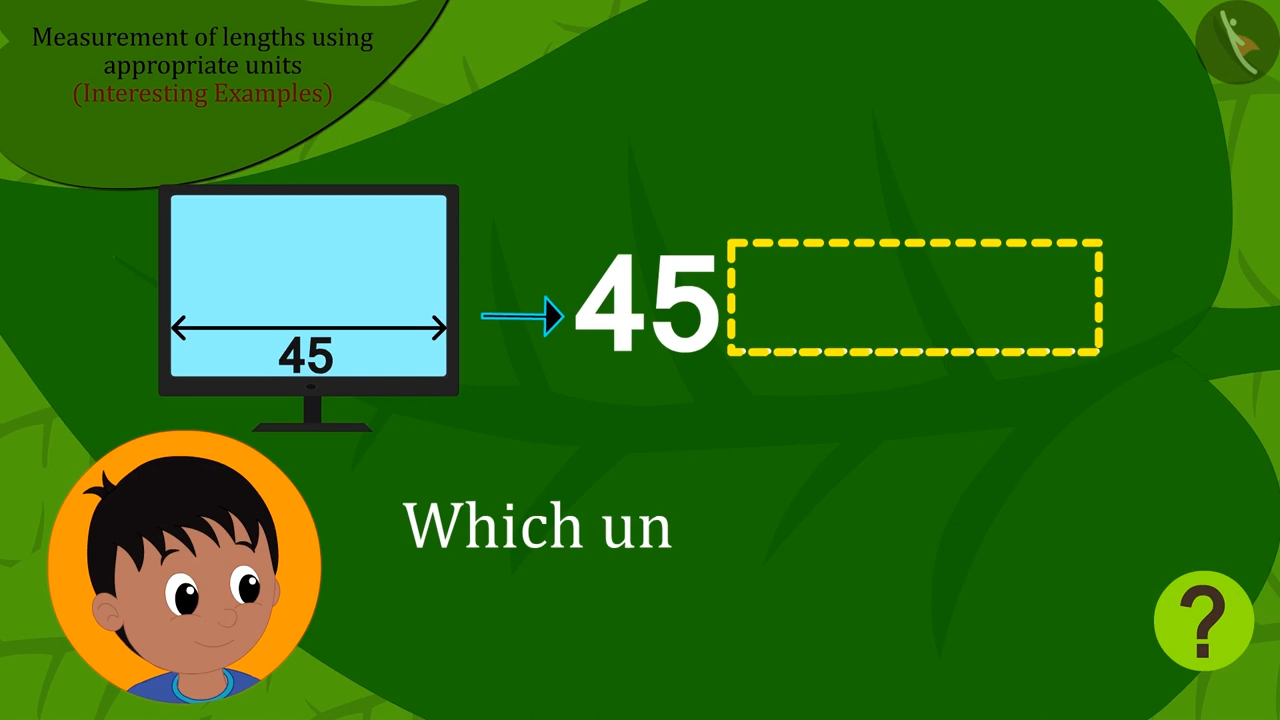 Measurement of lengths using
appropriate units
(Interesting Examples)
45
45
Which un
?